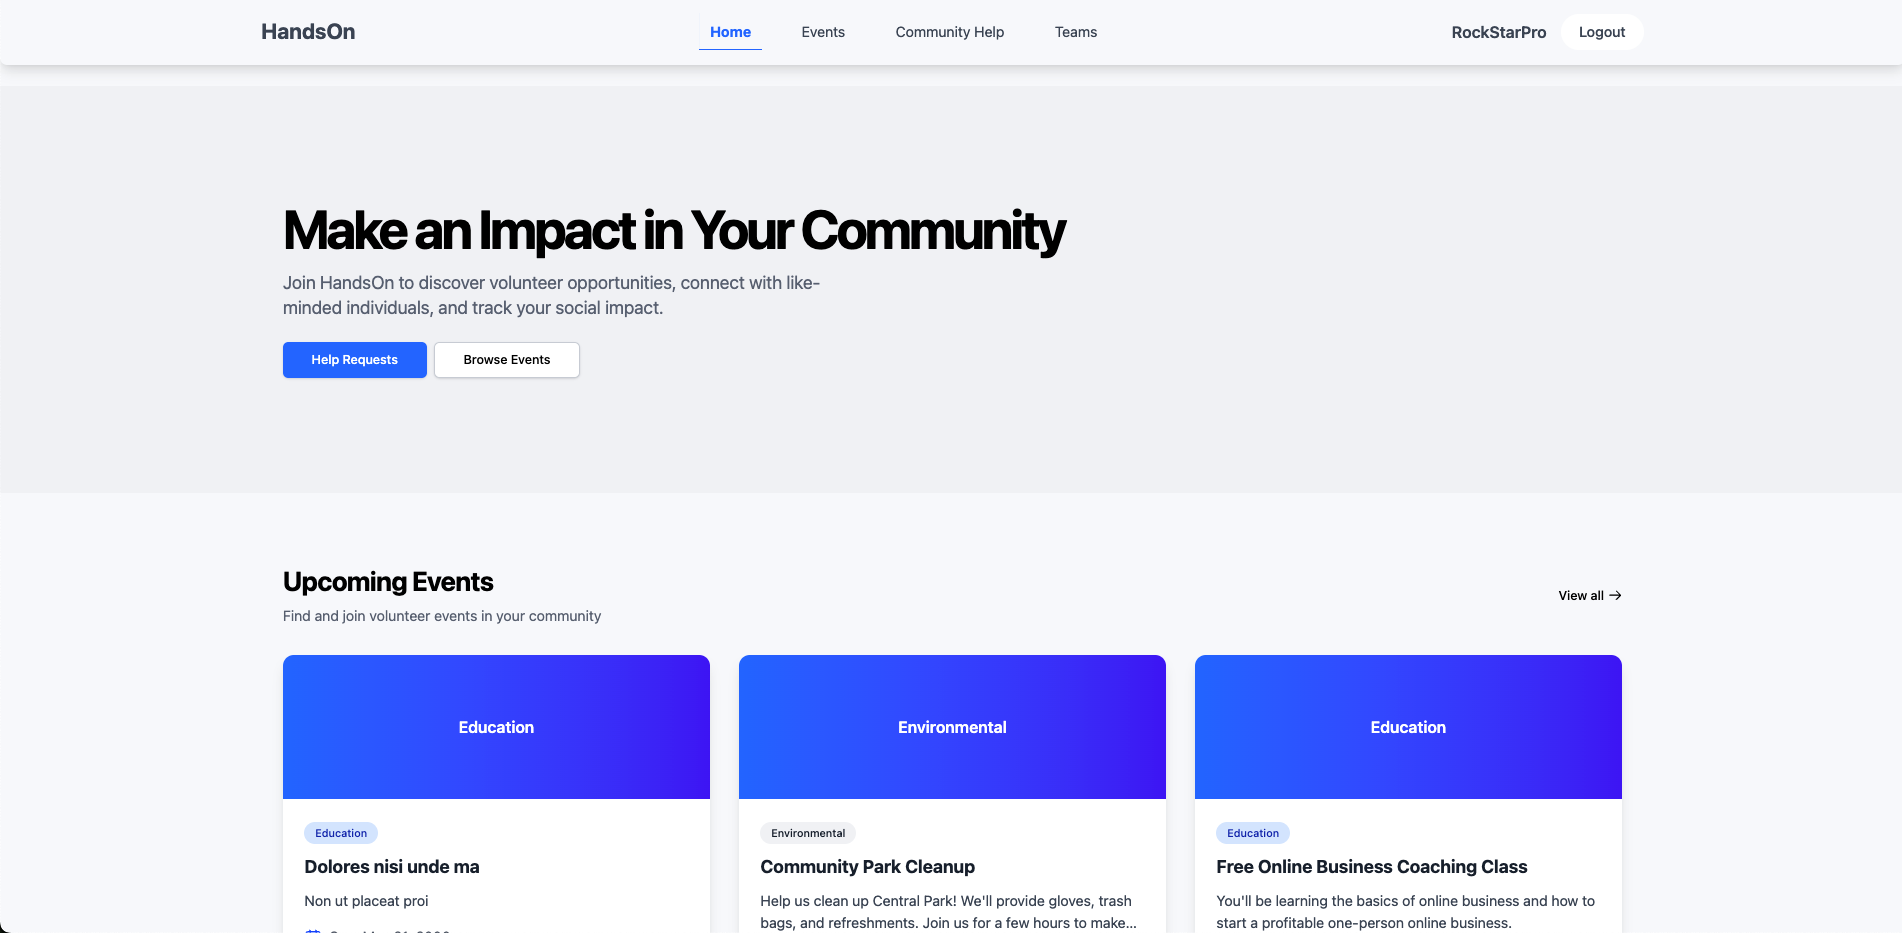 HandsOn
Home
Events
Community Help
Teams
RockStarPro
Logout
Make an Impact in Your Community
Join HandsOn to discover volunteer opportunities, connect with like-
minded individuals, and track your social impact.
Help Requests
Browse Events
Upcoming Events
Find and join volunteer events in your community
View all →
Education
Environmental
Education
Education
Dolores nisi unde ma
Non ut placeat proi
Environmental
Community Park Cleanup
Help us clean up Central Park! We'll provide gloves, trash
bags, and refreshments. Join us for a few hours to make...
Education
Free Online Business Coaching Class
You'll be learning the basics of online business and how to
start a profitable one-person online business.